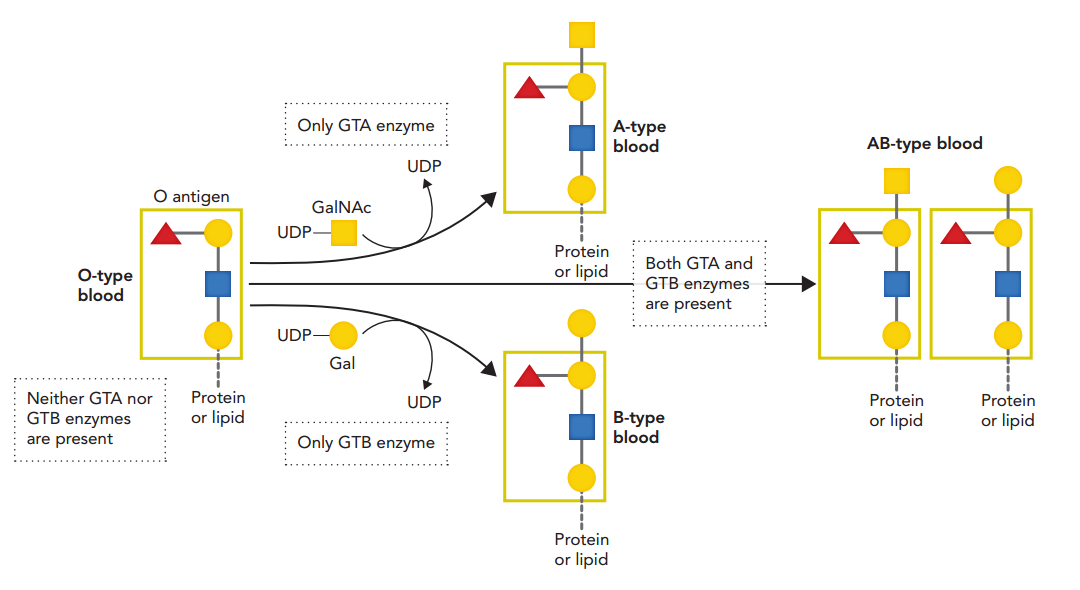 O antigen
O-type
blood
Neither GTA nor
GTB enzymes
are present
Protein
or lipid
Only GTA enzyme
UDP
GalNAc
UDP
UDP
Gal
UDP
Only GTB enzyme
A-type
blood
Protein
or lipid
Both GTA and
GTB enzymes
are present
B-type
blood
Protein
or lipid
AB-type blood
Protein
or lipid
Protein
or lipid